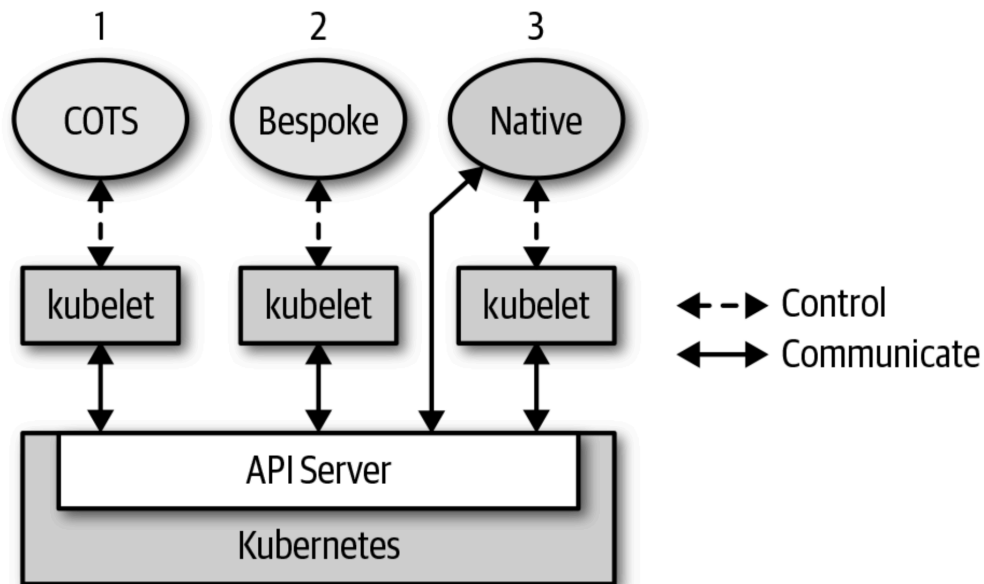 1 2 3
COTS Bespoke Native
kubelet kubelet kubelet
Control
Communicate
API Server
Kubernetes